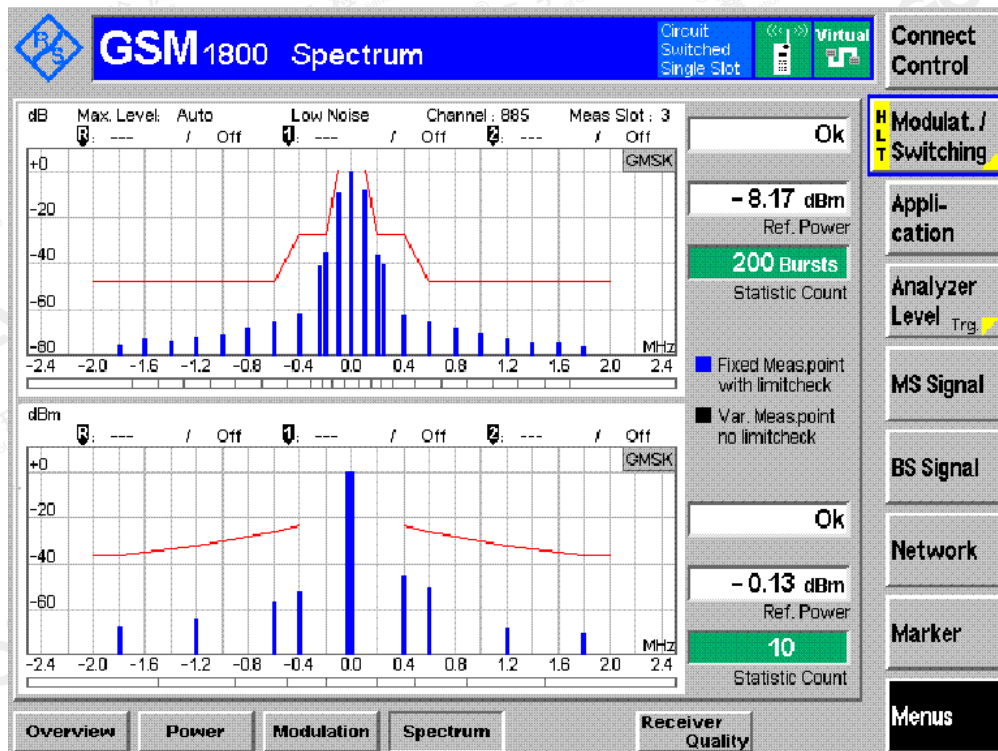 R/S
GSM 1800 Spectrum
Circuit Switched Single Slot
Virtual
Connect Control
dB Max. Level: Auto Low Noise Channel : 885 Meas Slot : 3
R : --- / Off 1 : --- / Off 2 : --- / Off
GMSK
+0
-20
-40
-60
-80
MHz
-2.4 -2.0 -1.6 -1.2 -0.8 -0.4 0.0 0.4 0.8 1.2 1.6 2.0 2.4
Ok
- 8.17 dBm
Ref. Power
200 Bursts
Statistic Count
Fixed Meas.point
with limitcheck
Var. Meas.point
no limitcheck
dBm
R : --- / Off 1 : --- / Off 2 : --- / Off
GMSK
+0
-20
-40
-60
MHz
-2.4 -2.0 -1.6 -1.2 -0.8 -0.4 0.0 0.4 0.8 1.2 1.6 2.0 2.4
Ok
- 0.13 dBm
Ref. Power
10
Statistic Count
HLT
Modulat. /
Switching
Appli-
cation
Analyzer
Level Trg.
MS Signal
BS Signal
Network
Marker
Menus
Overview
Power
Modulation
Spectrum
Receiver
Quality